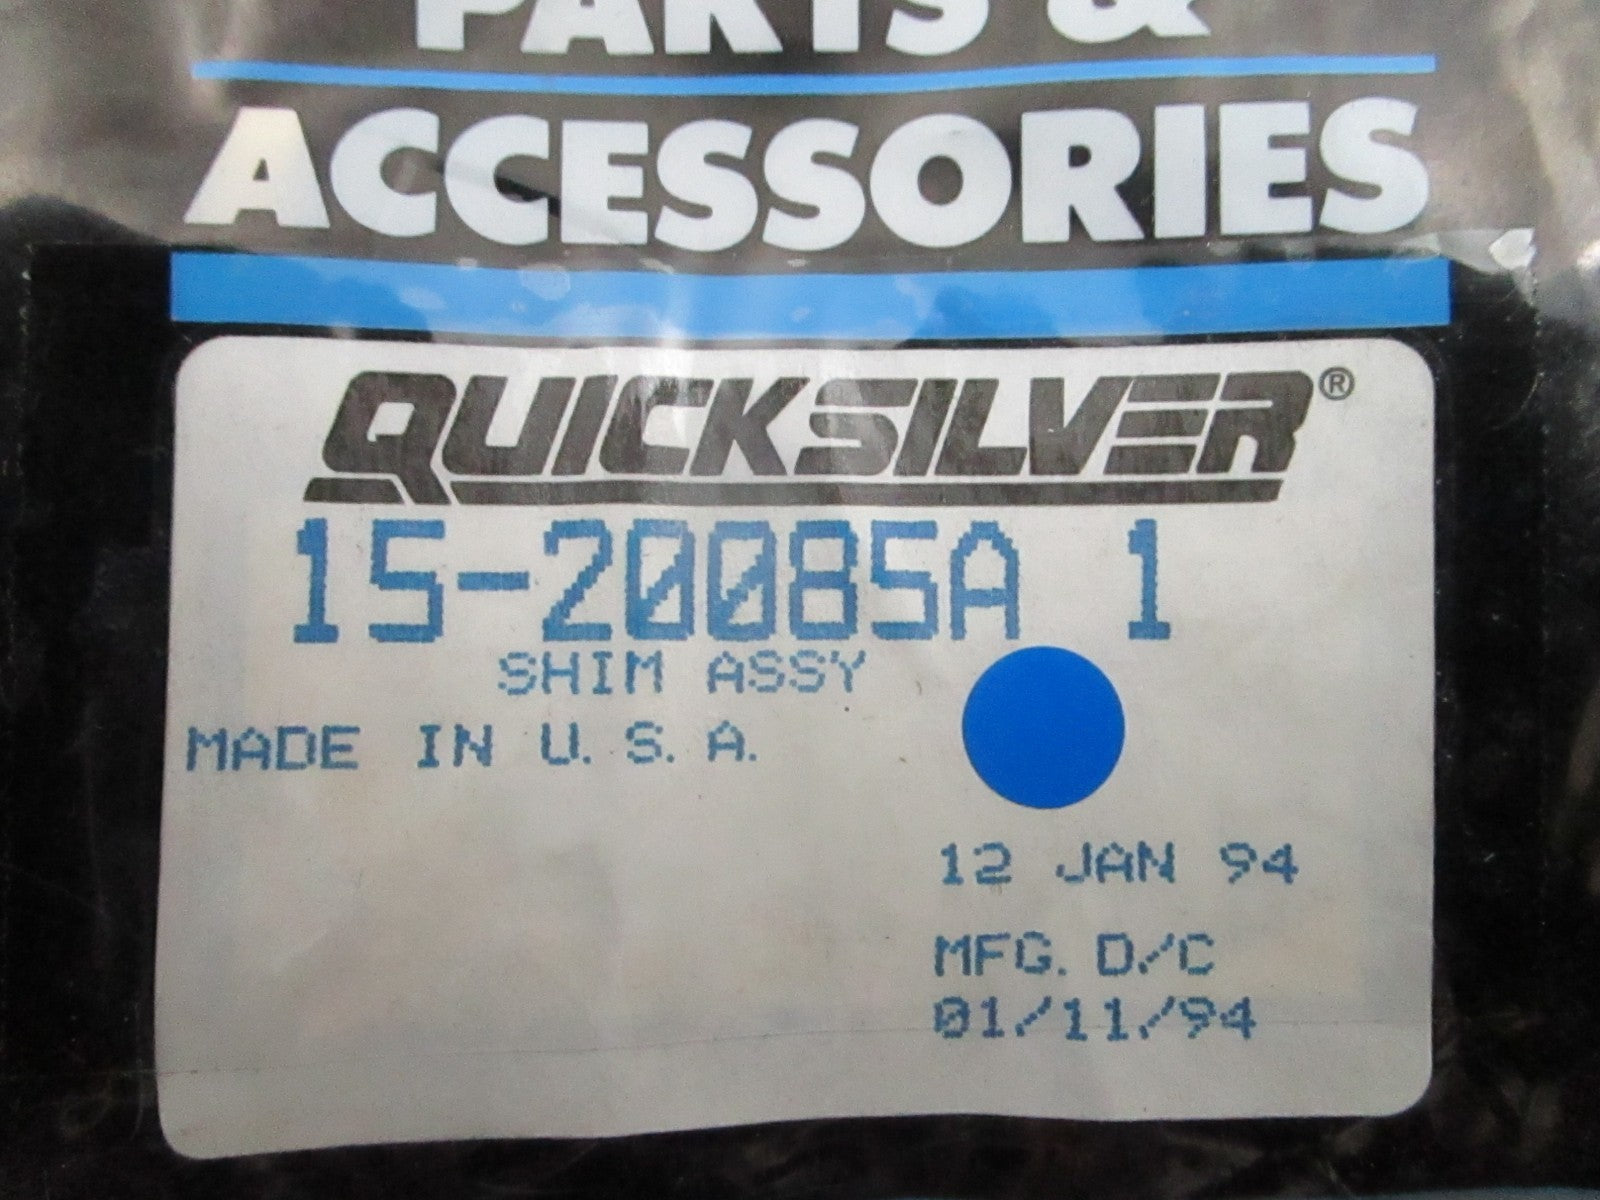 PARTS &
ACCESSORIES
QUICKSILVER®
15-20085A 1
SHIM ASSY
MADE IN U.S.A.
12 JAN 94
MFG. D/C
01/11/94